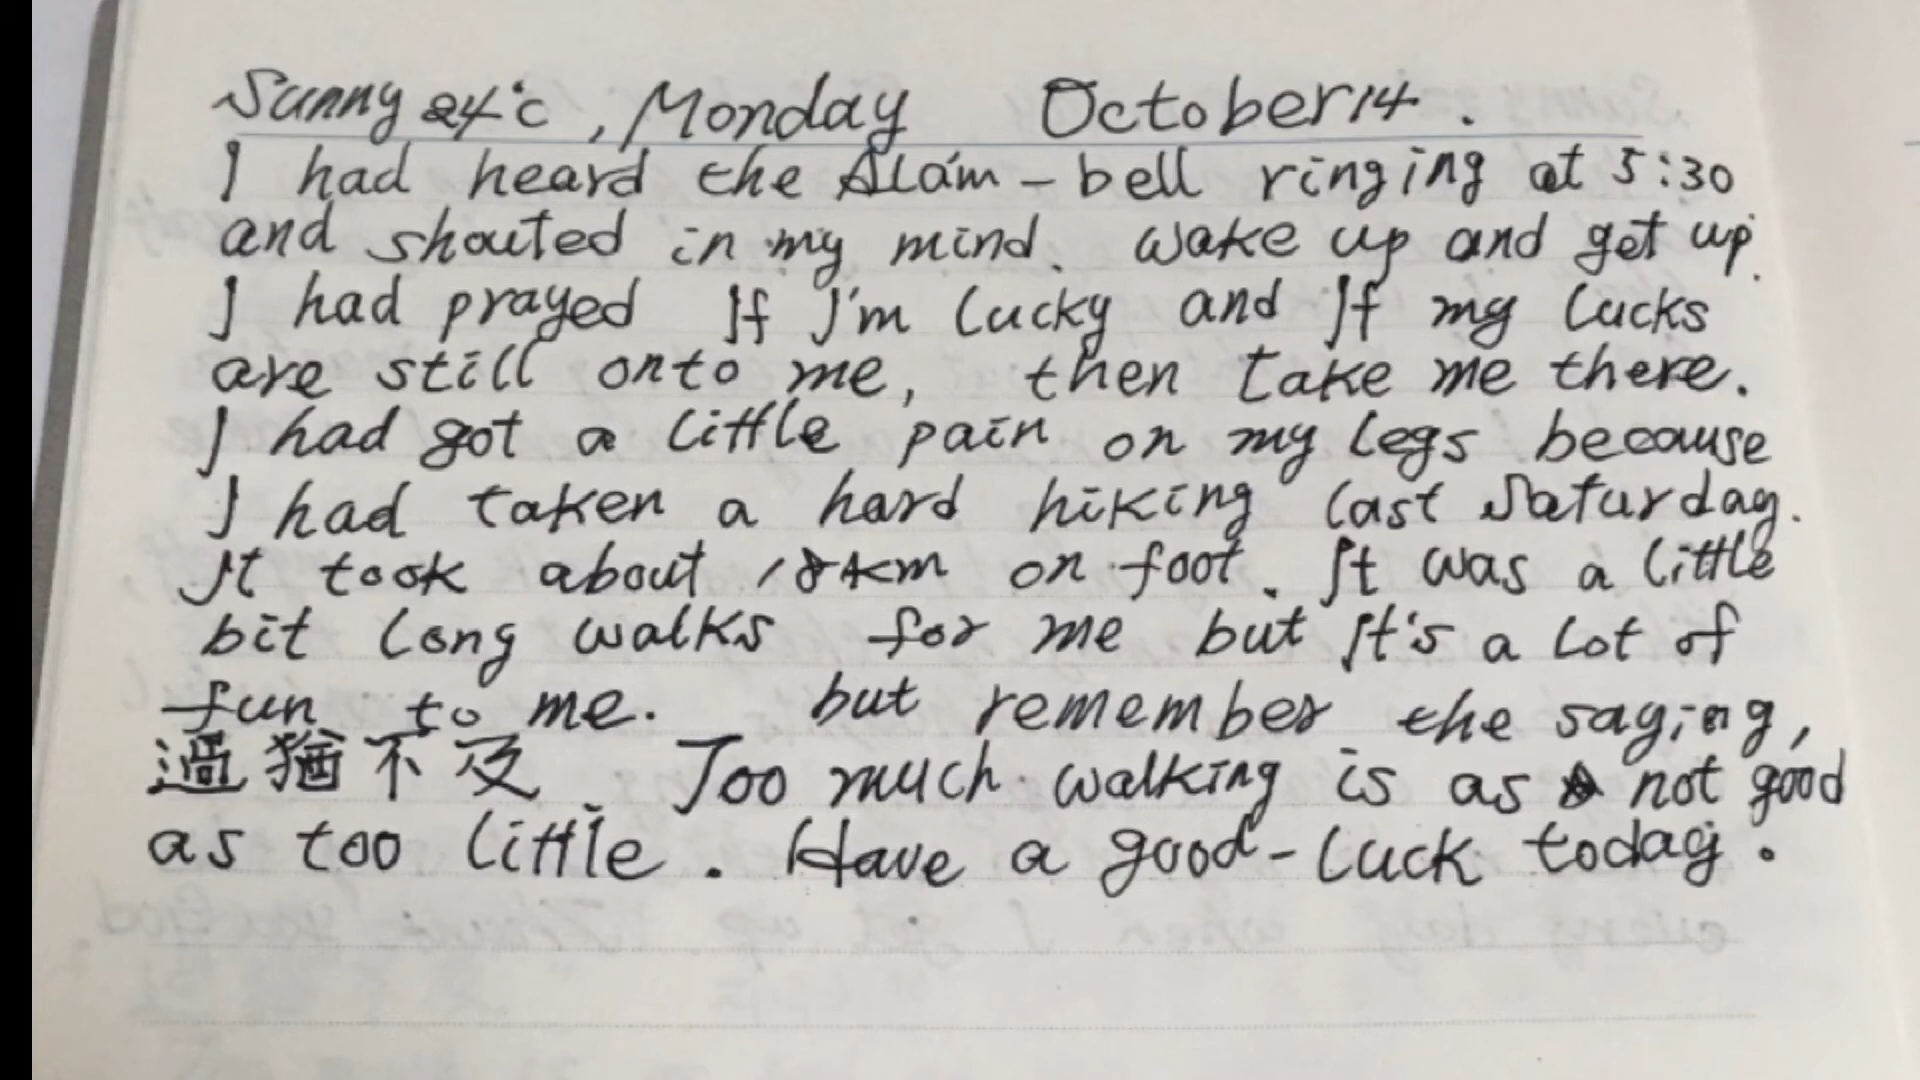 Sunny 24°C, Monday October 14.
I had heard the Alam-bell ringing at 5:30
and shouted in my mind. wake up and get up.
I had prayed If I'm lucky and If my lucks
are still onto me, then take me there.
I had got a little pain on my legs because
I had taken a hard hiking last Saturday.
It took about 18km on foot. It was a little
bit long walks for me but It's a lot of
fun to me. but remember the saying,
過猶不及. Too much walking is as not good
as too little. Have a good-luck today.